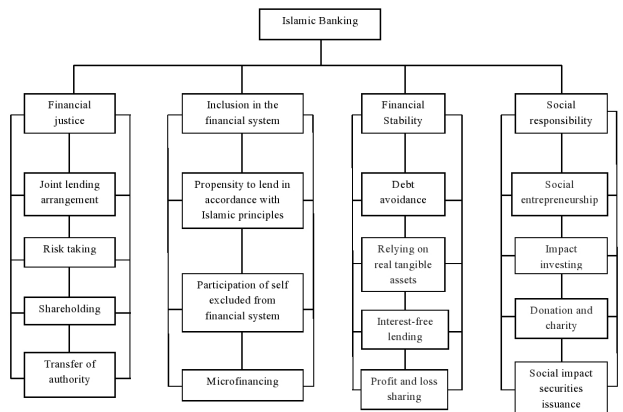 Islamic Banking
Financial
justice
Joint lending
arrangement
Risk taking
Shareholding
Transfer of
authority
Inclusion in the
financial system
Propensity to lend in
accordance with
Islamic principles
Participation of self
excluded from
financial system
Microfinancing
Financial
Stability
Debt
avoidance
Relying on
real tangible
assets
Interest-free
lending
Profit and loss
sharing
Social
responsibility
Social
entrepreneurship
Impact
investing
Donation and
charity
Social impact
securities
issuance